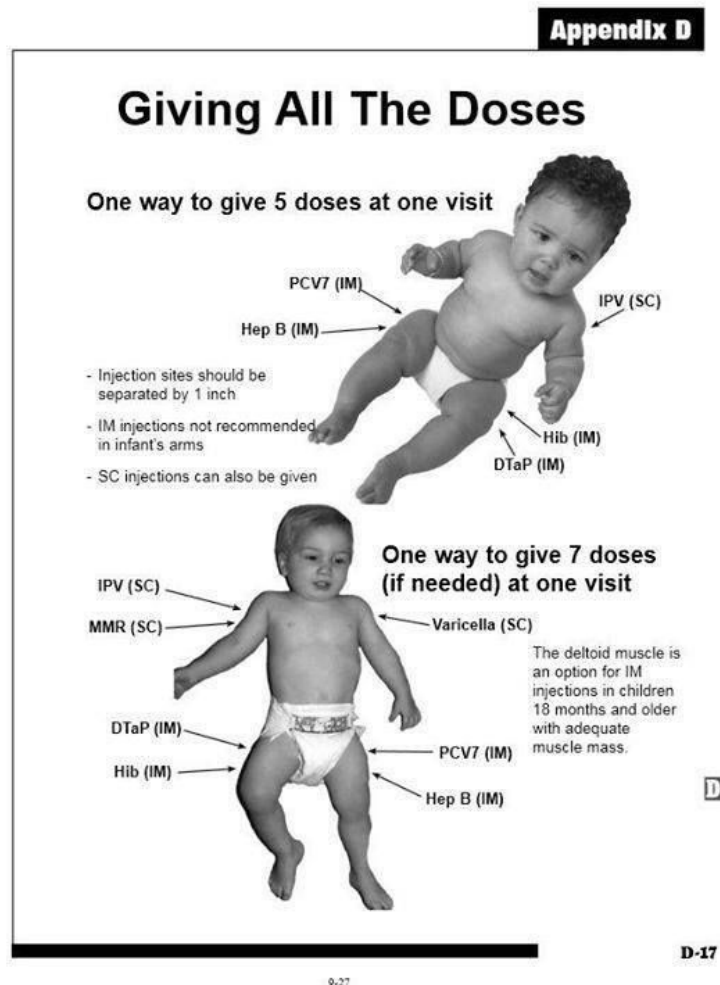 Appendix D
Giving All The Doses
One way to give 5 doses at one visit
PCV7 (IM)
IPV (SC)
Hep B (IM)
- Injection sites should be
separated by 1 inch
- IM injections not recommended
in infant's arms
- SC injections can also be given
Hib (IM)
DTaP (IM)
One way to give 7 doses
(if needed) at one visit
IPV (SC)
MMR (SC)
Varicella (SC)
The deltoid muscle is
an option for IM
injections in children
18 months and older
with adequate
muscle mass.
DTaP (IM)
PCV7 (IM)
Hib (IM)
Hep B (IM)
D
D-17
9-27